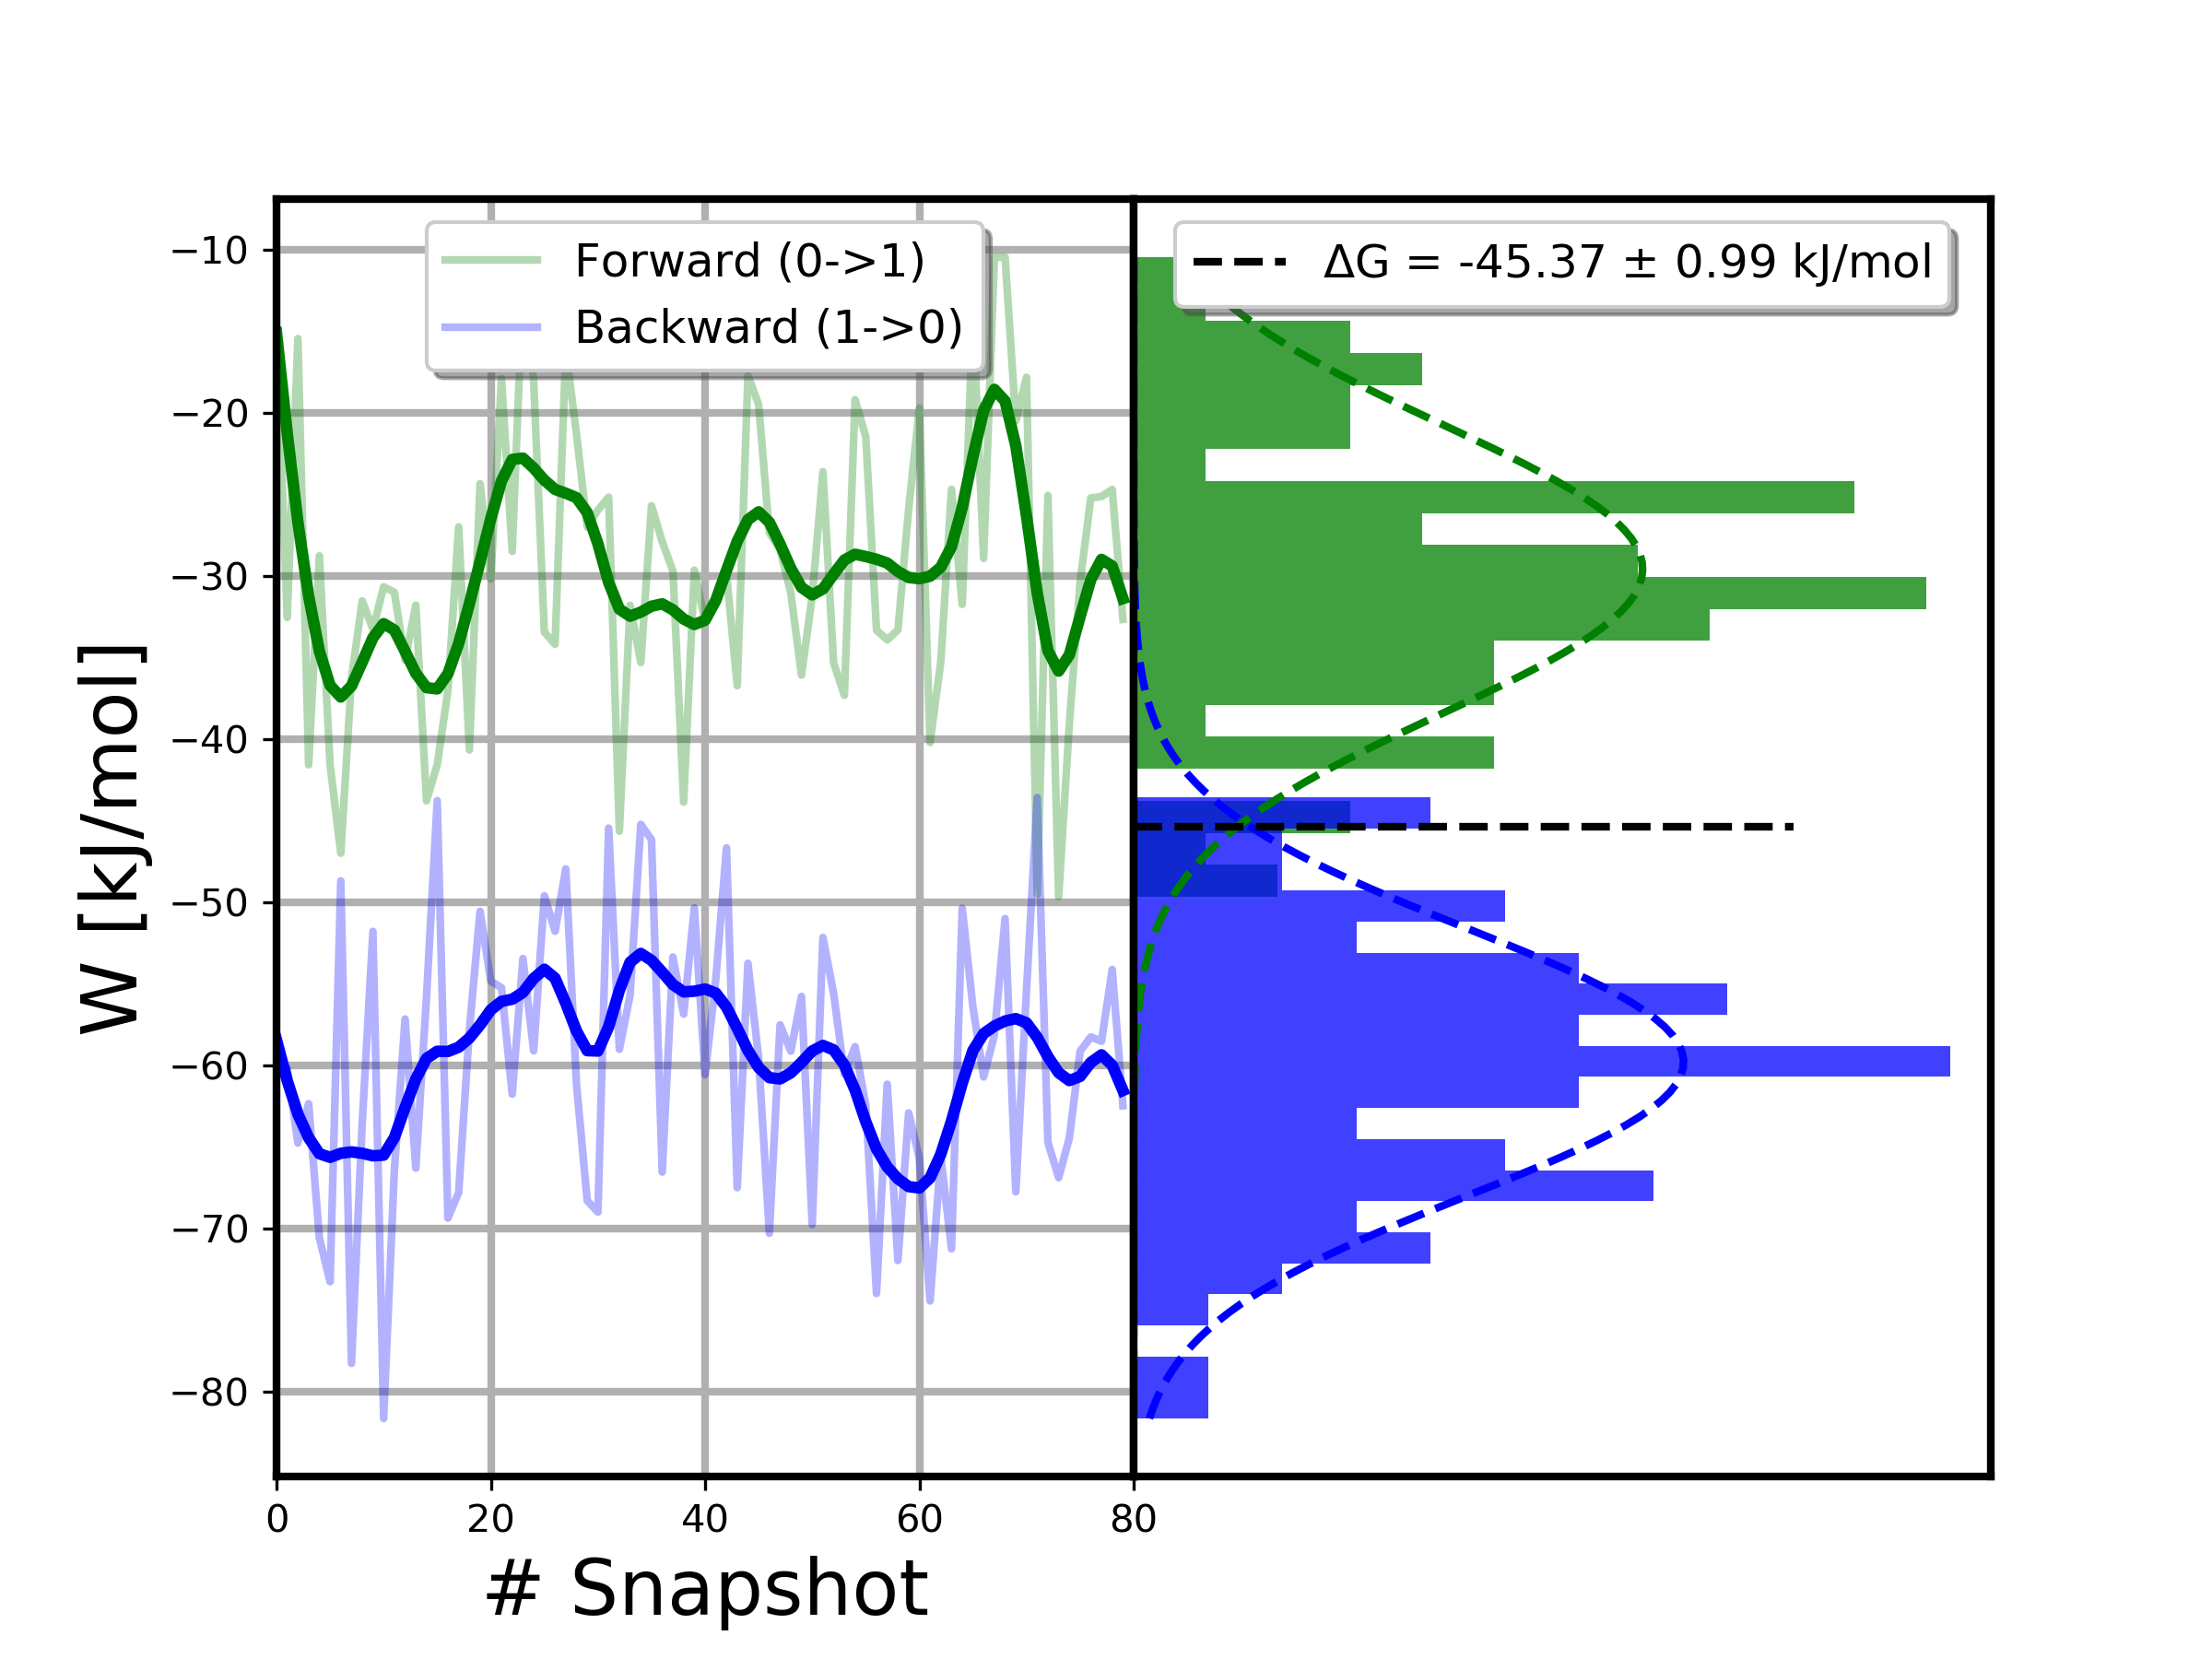 Forward (0->1)
Backward (1->0)
ΔG = -45.37 ± 0.99 kJ/mol
W [kJ/mol]
−10
−20
−30
−40
−50
−60
−70
−80
0 20 40 60 80
# Snapshot